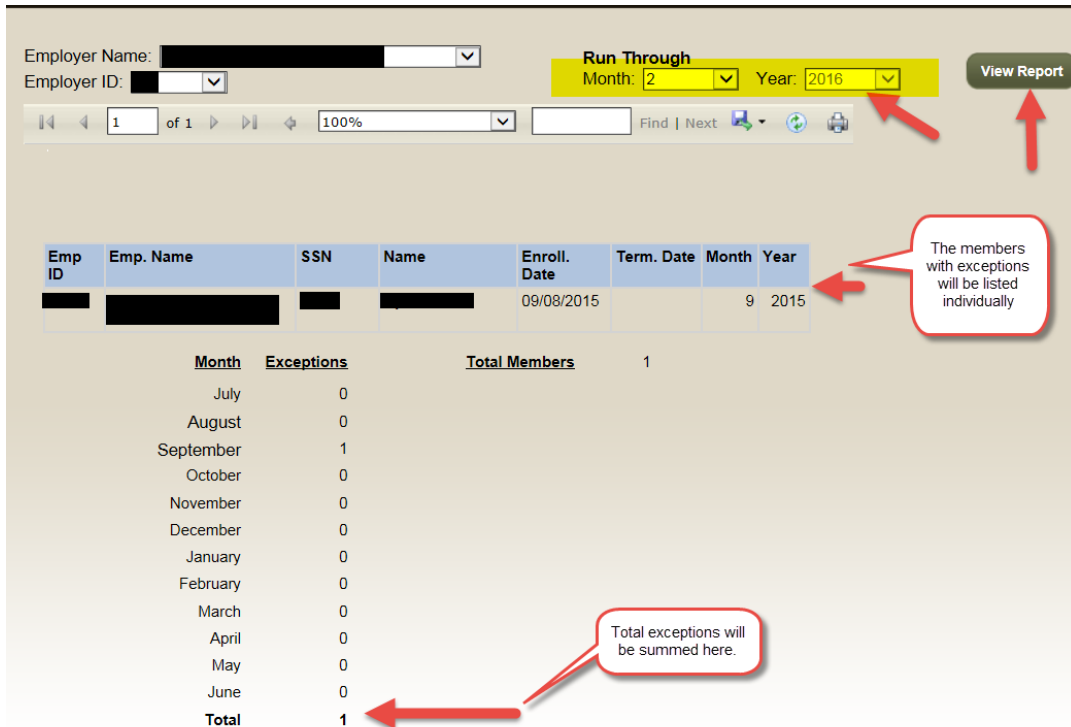 Employer Name:
Run Through
Employer ID:
Month: 2 Year: 2016
View Report
1 of 1 100% Find | Next
Emp ID Emp. Name SSN Name Enroll. Date Term. Date Month Year
09/08/2015 9 2015
The members
with exceptions
will be listed
individually
Month Exceptions Total Members 1
July 0
August 0
September 1
October 0
November 0
December 0
January 0
February 0
March 0
April 0
May 0
June 0
Total 1
Total exceptions will
be summed here.